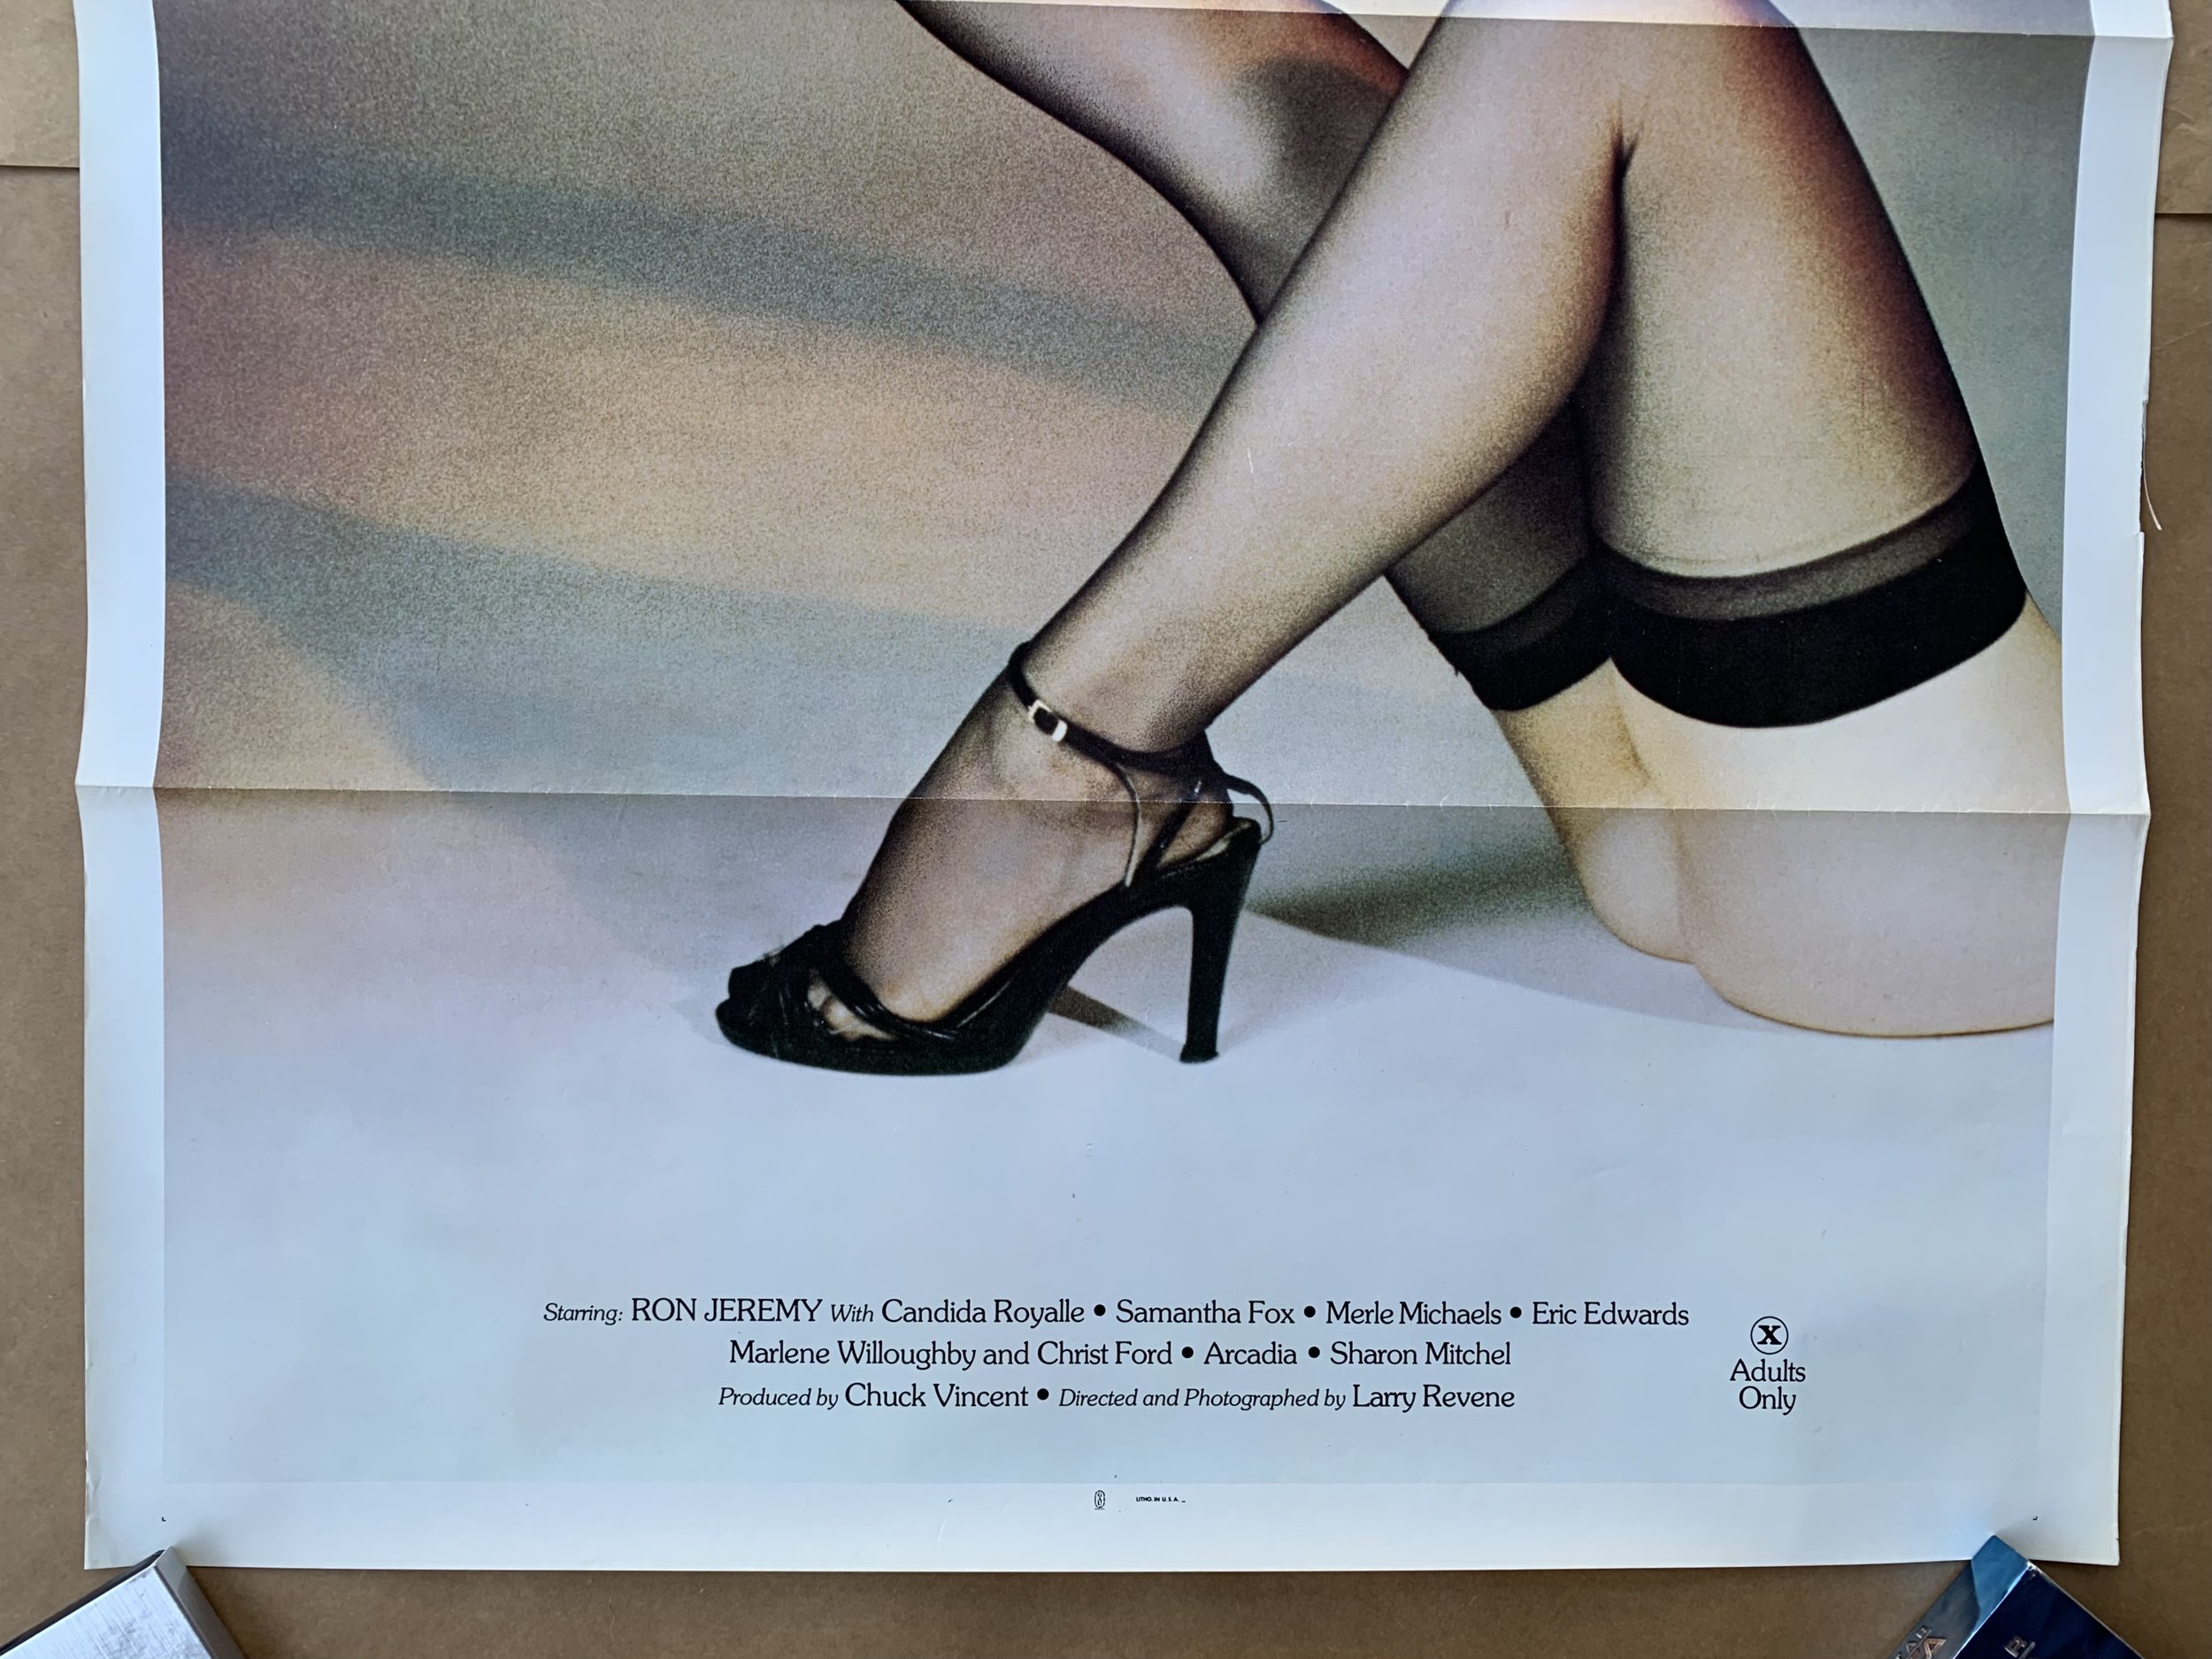 Starring: RON JEREMY With Candida Royalle • Samantha Fox • Merle Michaels • Eric Edwards
Marlene Willoughby and Christ Ford • Arcadia • Sharon Mitchel
Produced by Chuck Vincent • Directed and Photographed by Larry Revene
X
Adults
Only
LITHO. IN U.S.A.